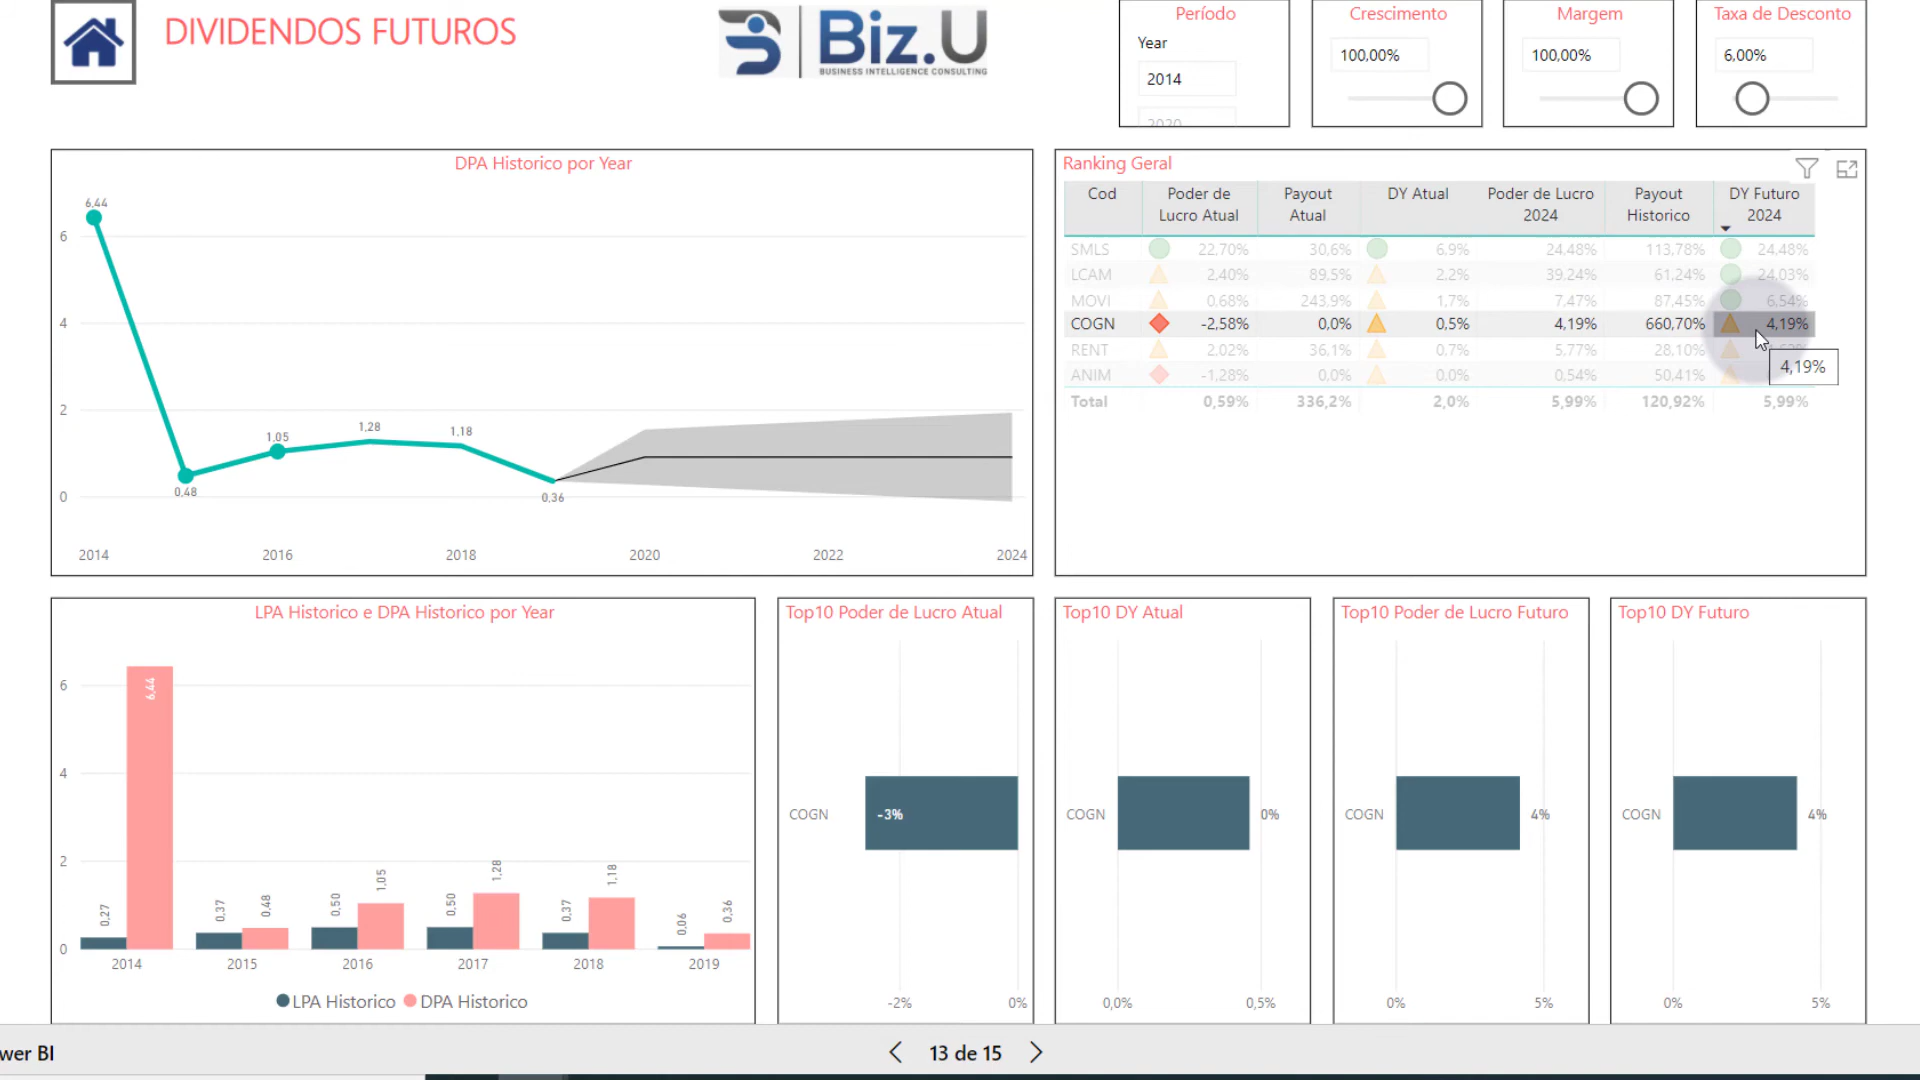 DIVIDENDOS FUTUROS
Biz.U
BUSINESS INTELLIGENCE CONSULTING
Período
Year
2014
2020
Crescimento
100,00%
Margem
100,00%
Taxa de Desconto
6,00%
DPA Historico por Year
6,44
0,48
1,05
1,28
1,18
0,36
6
4
2
0
2014 2016 2018 2020 2022 2024
Ranking Geral
Cod Poder de Lucro Atual Payout Atual DY Atual Poder de Lucro 2024 Payout Historico DY Futuro 2024
SMLS 22,70% 30,6% 6,9% 24,48% 113,78% 24,48%
LCAM 2,40% 89,5% 2,2% 39,24% 61,24% 24,03%
MOVI 0,68% 243,9% 1,7% 7,47% 87,45% 6,54%
COGN -2,58% 0,0% 0,5% 4,19% 660,70% 4,19%
RENT 2,02% 36,1% 0,7% 5,77% 28,10%
ANIM -1,28% 0,0% 0,0% 0,54% 50,41%
4,19%
Total 0,59% 336,2% 2,0% 5,99% 120,92% 5,99%
LPA Historico e DPA Historico por Year
6
4
2
0
0,27 6,44
0,37 0,48
0,50 1,05
0,50 1,28
0,37 1,18
0,06 0,36
2014 2015 2016 2017 2018 2019
LPA Historico DPA Historico
Top10 Poder de Lucro Atual
COGN -3%
-2% 0%
Top10 DY Atual
COGN 0%
0,0% 0,5%
Top10 Poder de Lucro Futuro
COGN 4%
0% 5%
Top10 DY Futuro
COGN 4%
0% 5%
wer BI
13 de 15